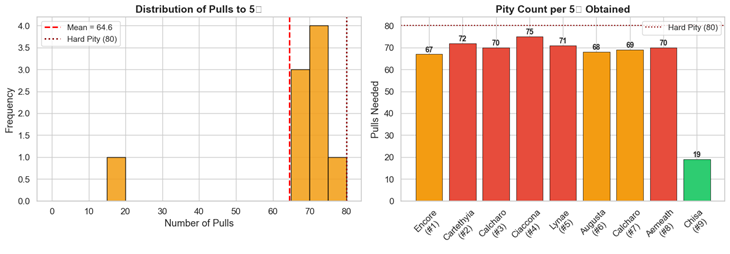 Distribution of Pulls to 5□
Mean = 64.6
Hard Pity (80)
Frequency
4.0
3.5
3.0
2.5
2.0
1.5
1.0
0.5
0.0
0 10 20 30 40 50 60 70 80
Number of Pulls
Pity Count per 5□ Obtained
Hard Pity (80)
Pulls Needed
80
70
60
50
40
30
20
10
0
67 72 70 75 71 68 69 70 19
Encore (#1)
Cartethyia (#2)
Calcharo (#3)
Ciaccona (#4)
Lynae (#5)
Augusta (#6)
Calcharo (#7)
Aemeath (#8)
Chisa (#9)